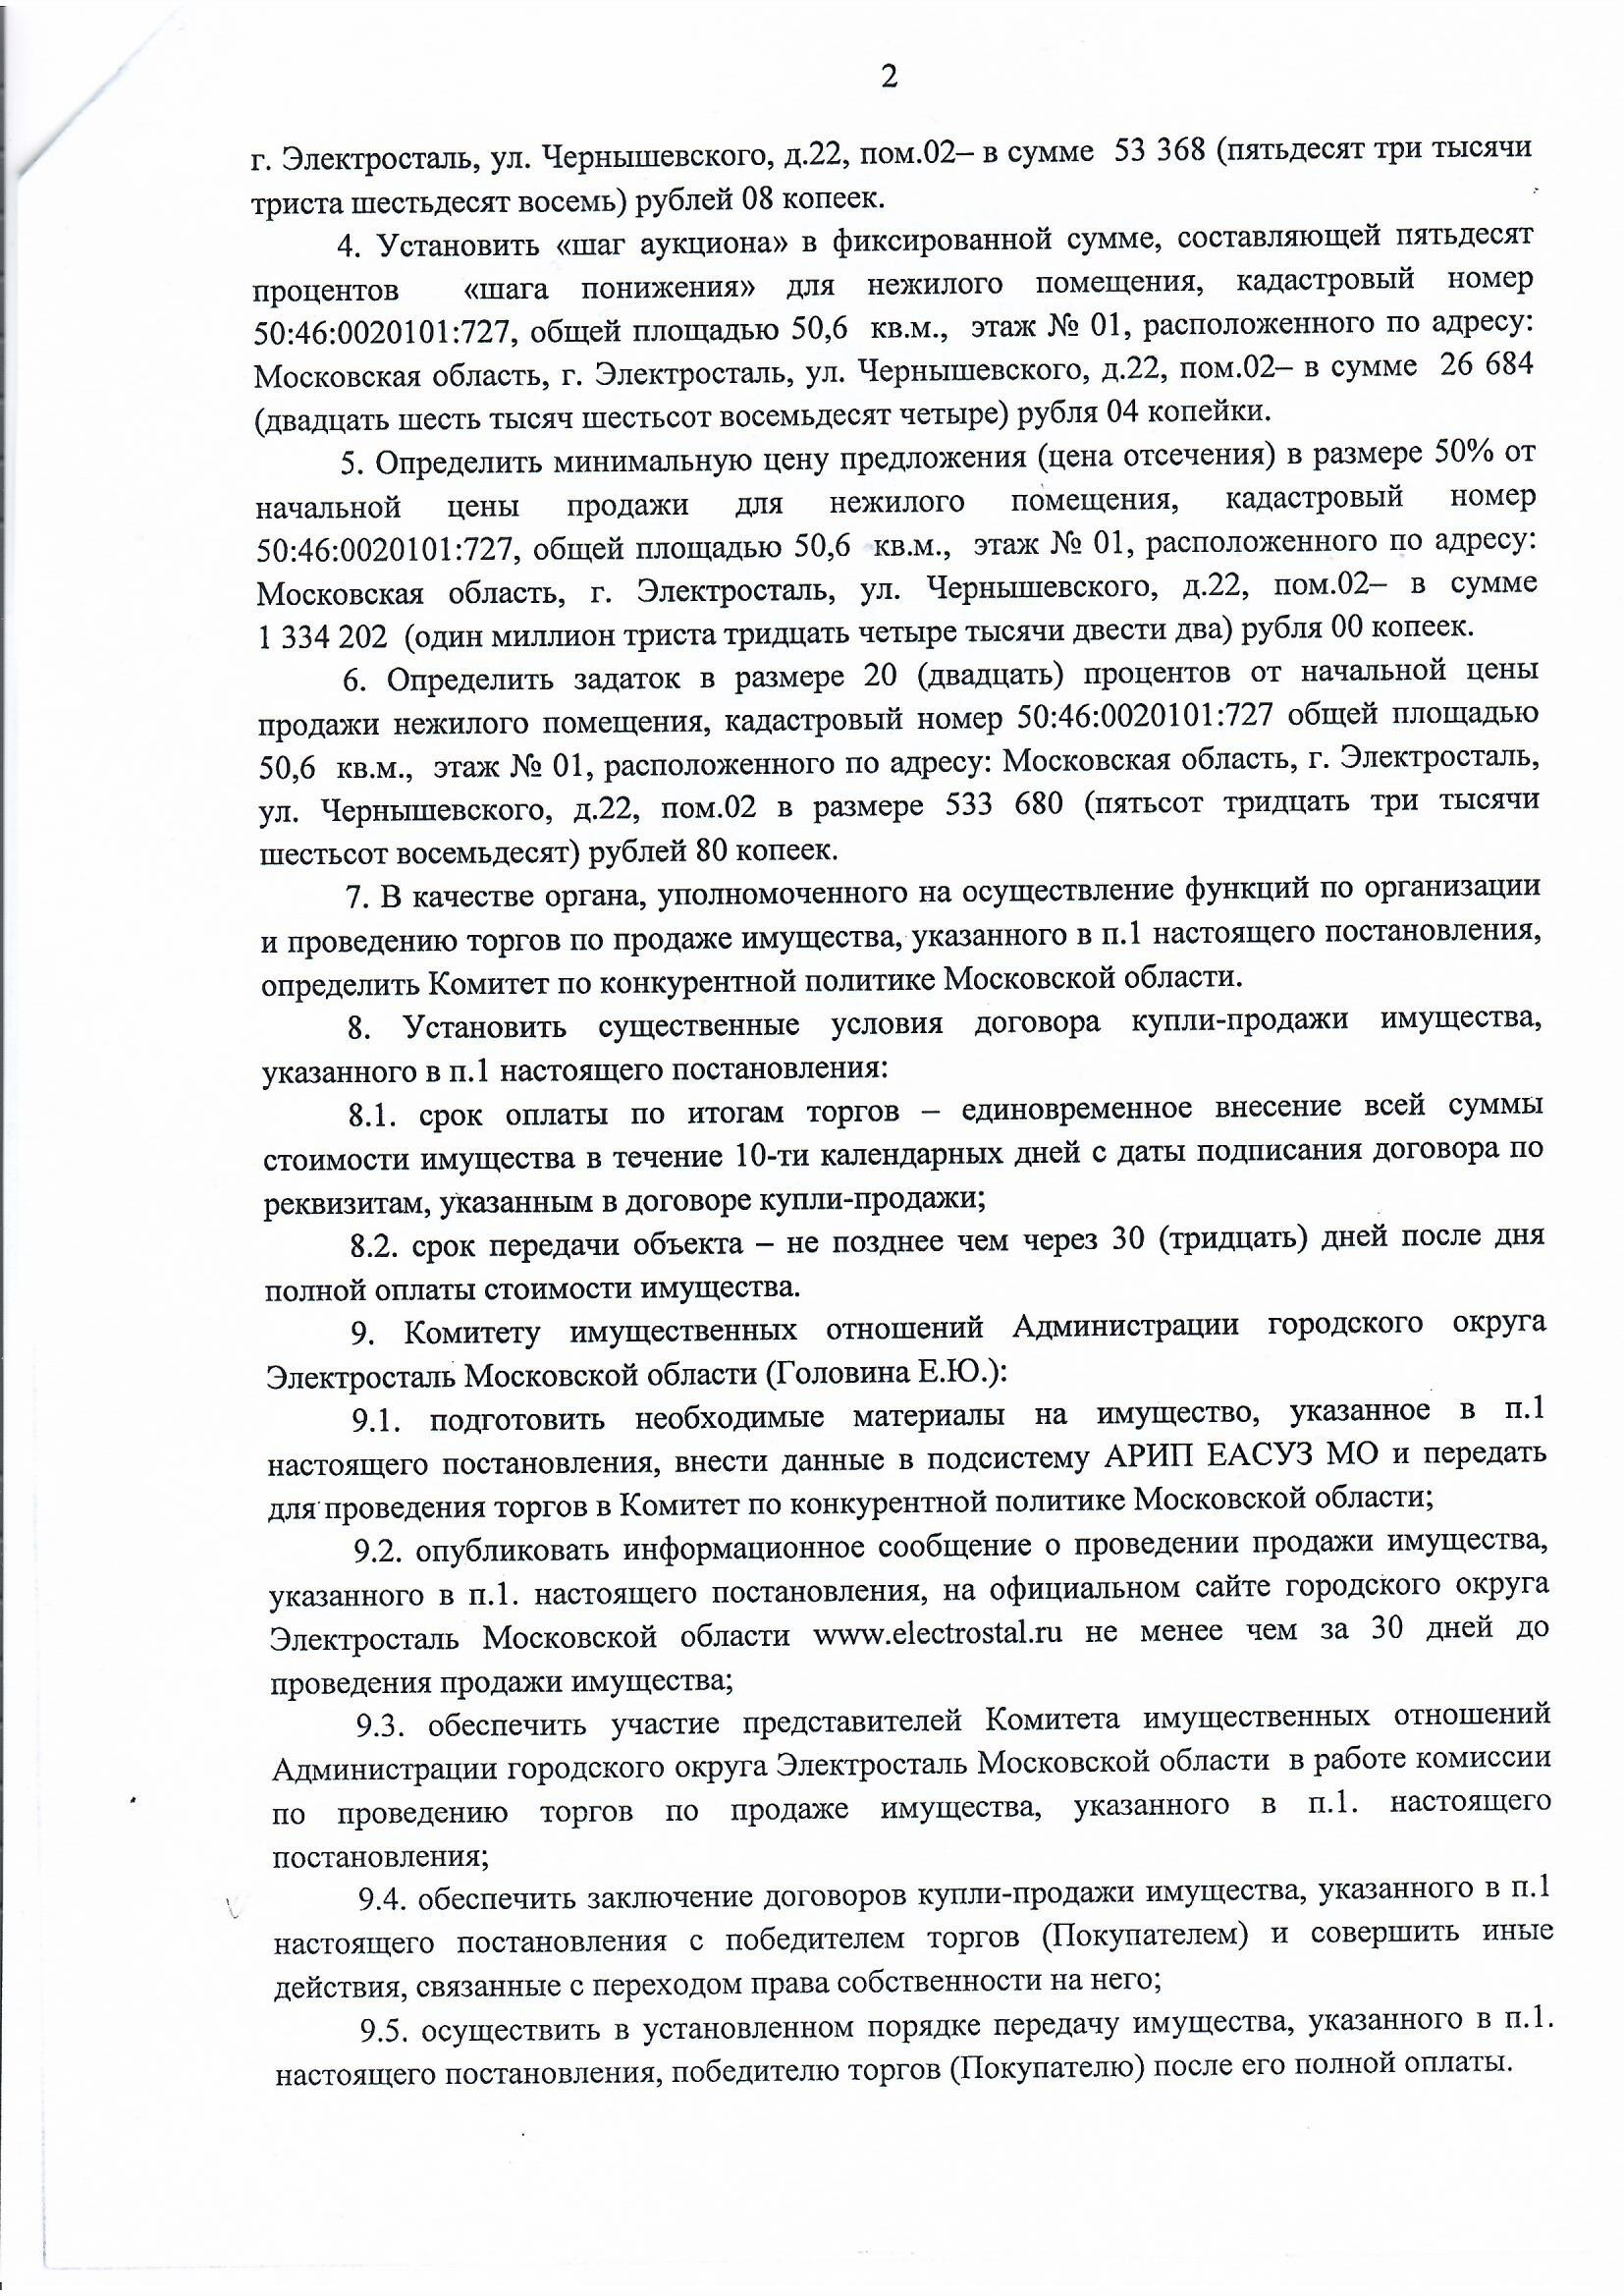 2
г. Электросталь, ул. Чернышевского, д.22, пом.02– в сумме 53 368 (пятьдесят три тысячи
триста шестьдесят восемь) рублей 08 копеек.
4. Установить «шаг аукциона» в фиксированной сумме, составляющей пятьдесят
процентов «шага понижения» для нежилого помещения, кадастровый номер
50:46:0020101:727, общей площадью 50,6 кв.м., этаж № 01, расположенного по адресу:
Московская область, г. Электросталь, ул. Чернышевского, д.22, пом.02– в сумме 26 684
(двадцать шесть тысяч шестьсот восемьдесят четыре) рубля 04 копейки.
5. Определить минимальную цену предложения (цена отсечения) в размере 50% от
начальной цены продажи для нежилого помещения, кадастровый номер
50:46:0020101:727, общей площадью 50,6 кв.м., этаж № 01, расположенного по адресу:
Московская область, г. Электросталь, ул. Чернышевского, д.22, пом.02– в сумме
1 334 202 (один миллион триста тридцать четыре тысячи двести два) рубля 00 копеек.
6. Определить задаток в размере 20 (двадцать) процентов от начальной цены
продажи нежилого помещения, кадастровый номер 50:46:0020101:727 общей площадью
50,6 кв.м., этаж № 01, расположенного по адресу: Московская область, г. Электросталь,
ул. Чернышевского, д.22, пом.02 в размере 533 680 (пятьсот тридцать три тысячи
шестьсот восемьдесят) рублей 80 копеек.
7. В качестве органа, уполномоченного на осуществление функций по организации
и проведению торгов по продаже имущества, указанного в п.1 настоящего постановления,
определить Комитет по конкурентной политике Московской области.
8. Установить существенные условия договора купли-продажи имущества,
указанного в п.1 настоящего постановления:
8.1. срок оплаты по итогам торгов – единовременное внесение всей суммы
стоимости имущества в течение 10-ти календарных дней с даты подписания договора по
реквизитам, указанным в договоре купли-продажи;
8.2. срок передачи объекта – не позднее чем через 30 (тридцать) дней после дня
полной оплаты стоимости имущества.
9. Комитету имущественных отношений Администрации городского округа
Электросталь Московской области (Головина Е.Ю.):
9.1. подготовить необходимые материалы на имущество, указанное в п.1
настоящего постановления, внести данные в подсистему АРИП ЕАСУЗ МО и передать
для проведения торгов в Комитет по конкурентной политике Московской области;
9.2. опубликовать информационное сообщение о проведении продажи имущества,
указанного в п.1. настоящего постановления, на официальном сайте городского округа
Электросталь Московской области www.electrostal.ru не менее чем за 30 дней до
проведения продажи имущества;
9.3. обеспечить участие представителей Комитета имущественных отношений
Администрации городского округа Электросталь Московской области в работе комиссии
по проведению торгов по продаже имущества, указанного в п.1. настоящего
постановления;
9.4. обеспечить заключение договоров купли-продажи имущества, указанного в п.1
настоящего постановления с победителем торгов (Покупателем) и совершить иные
действия, связанные с переходом права собственности на него;
9.5. осуществить в установленном порядке передачу имущества, указанного в п.1.
настоящего постановления, победителю торгов (Покупателю) после его полной оплаты.